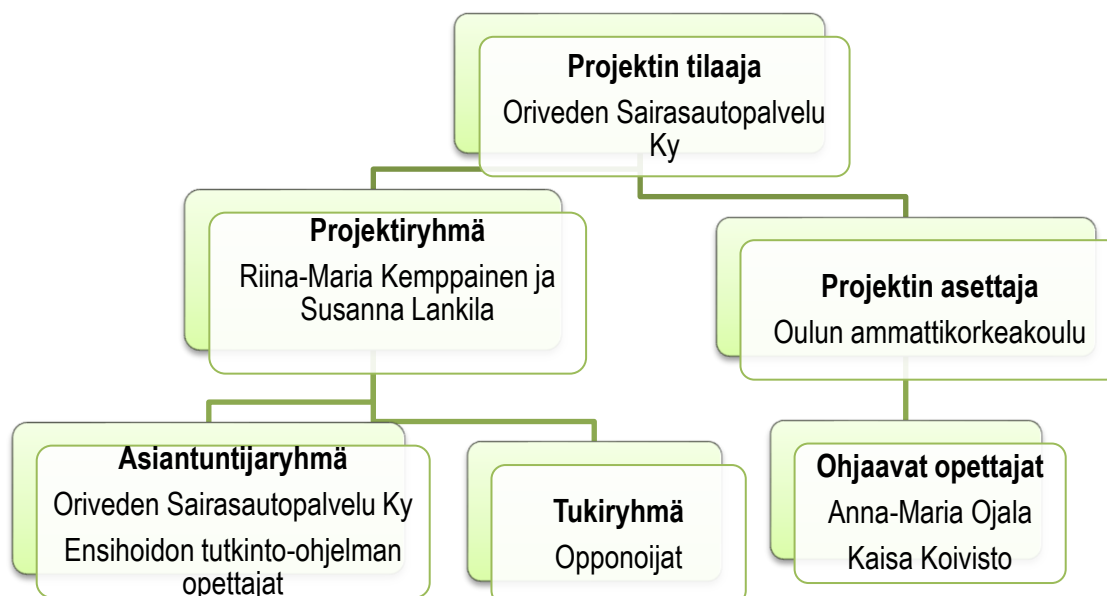 Projektin tilaaja
Oriveden Sairasautopalvelu
Ky
Projektiryhmä
Riina-Maria Kemppainen ja
Susanna Lankila
Projektin asettaja
Oulun ammattikorkeakoulu
Asiantuntijaryhmä
Oriveden Sairasautopalvelu Ky
Ensihoidon tutkinto-ohjelman
opettajat
Tukiryhmä
Opponoijat
Ohjaavat opettajat
Anna-Maria Ojala
Kaisa Koivisto